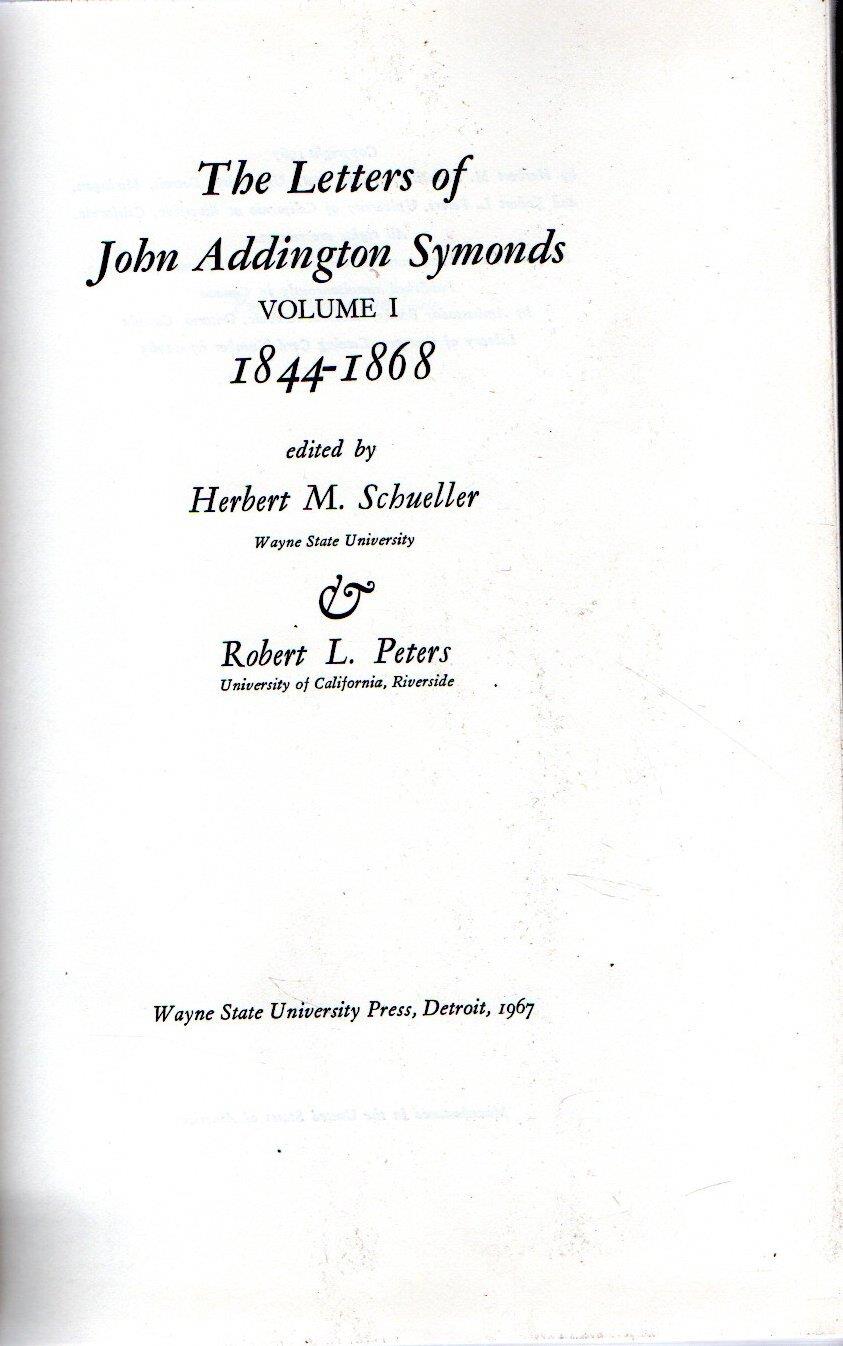 The Letters of
John Addington Symonds
VOLUME I
1844-1868
edited by
Herbert M. Schueller
Wayne State University
&
Robert L. Peters
University of California, Riverside
Wayne State University Press, Detroit, 1967